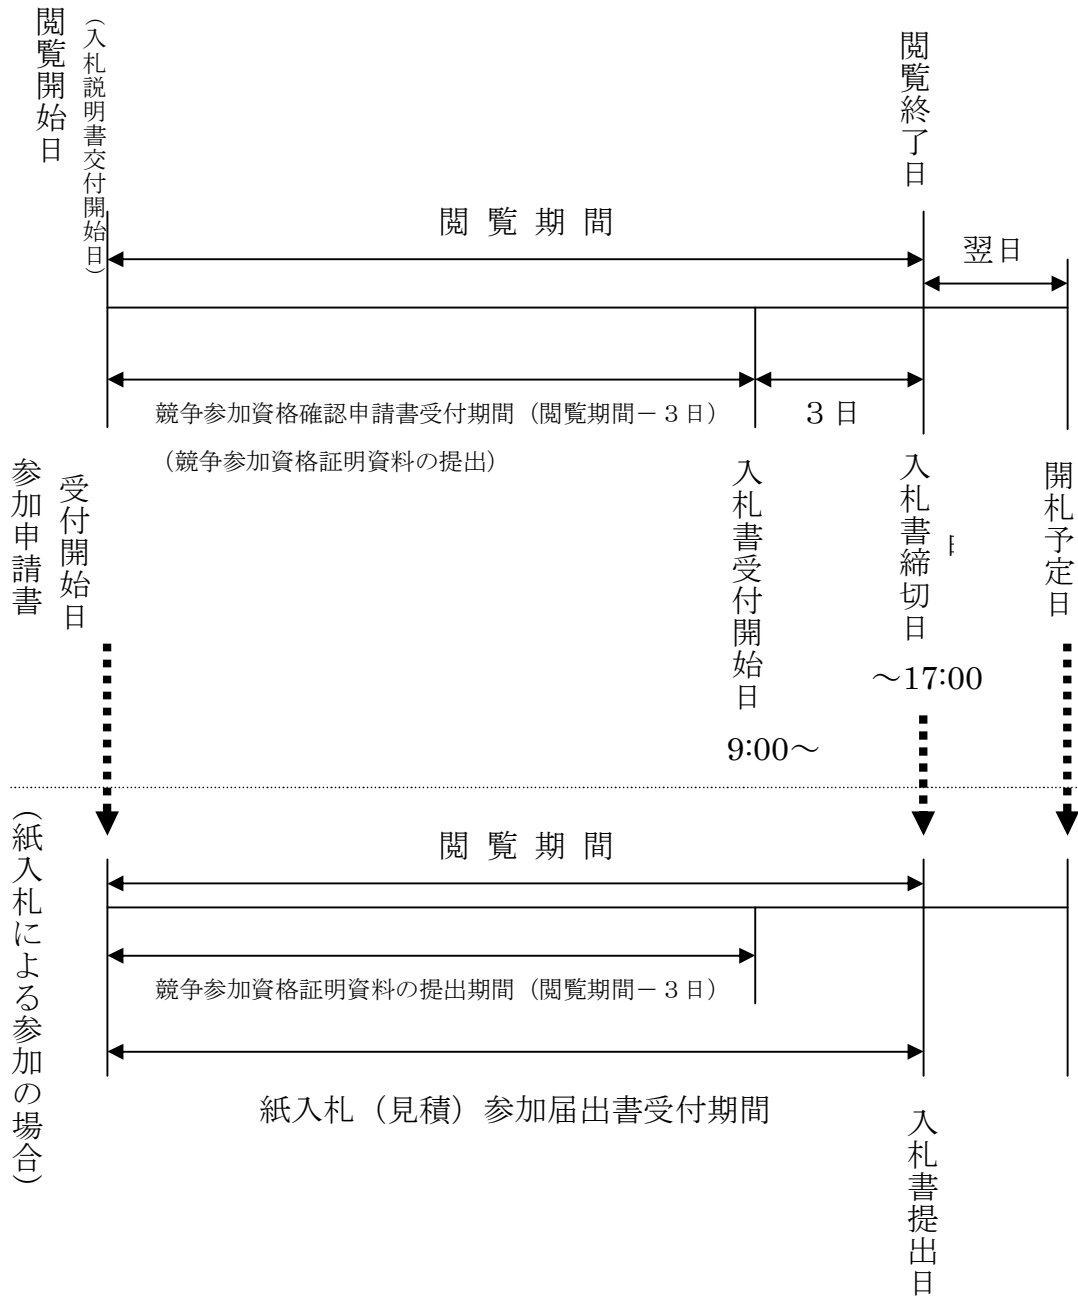 閲覧開始日
（入札説明書交付開始日）
閲覧終了日
閲 覧 期 間
翌日
競争参加資格確認申請書受付期間（閲覧期間－３日）
（競争参加資格証明資料の提出）
３日
参加申請書
受付開始日
入札書受付開始日
9:00～
入札書締切日
～17:00
開札予定日
（紙入札による参加の場合）
閲 覧 期 間
競争参加資格証明資料の提出期間（閲覧期間－３日）
紙入札（見積）参加届出書受付期間
入札書提出日